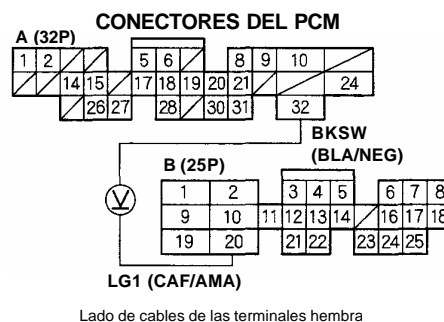 CONECTORES DEL PCM
A (32P)
1 2 5 6 8 9 10
14 15 17 18 19 20 21 24
26 27 28 30 31 32
BKSW
(BLA/NEG)
B (25P)
1 2 3 4 5 6 7 8
9 10 11 12 13 14 16 17 18
19 20 21 22 23 24 25
V
LG1 (CAF/AMA)
Lado de cables de las terminales hembra